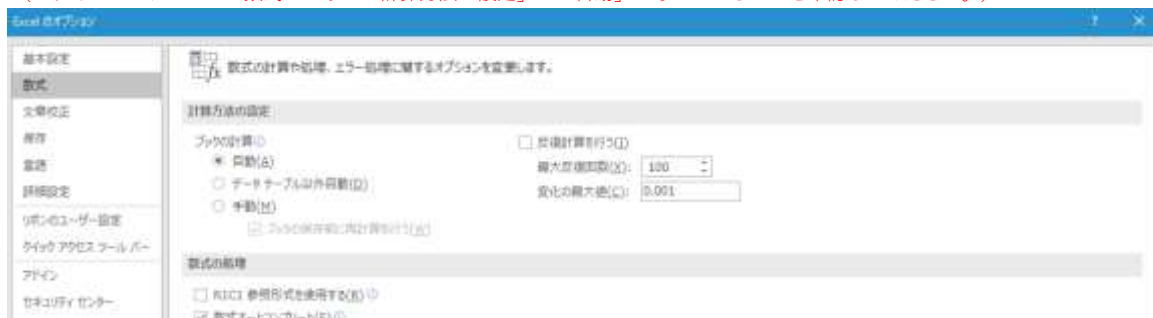 Excel のオプション
?
×
基本設定
数式
文章校正
保存
言語
詳細設定
リボンのユーザー設定
クイック アクセス ツール バー
アドイン
セキュリティ センター
数式の計算や処理、エラー処理に関するオプションを変更します。
計算方法の設定
ブックの計算
自動(A)
データ テーブル以外自動(D)
手動(M)
ブックの保存前に再計算を行う(W)
反復計算を行う(I)
最大反復回数(X): 100
変化の最大値(C): 0.001
数式の処理
R1C1 参照形式を使用する(R)
数式オートコンプリート(F)